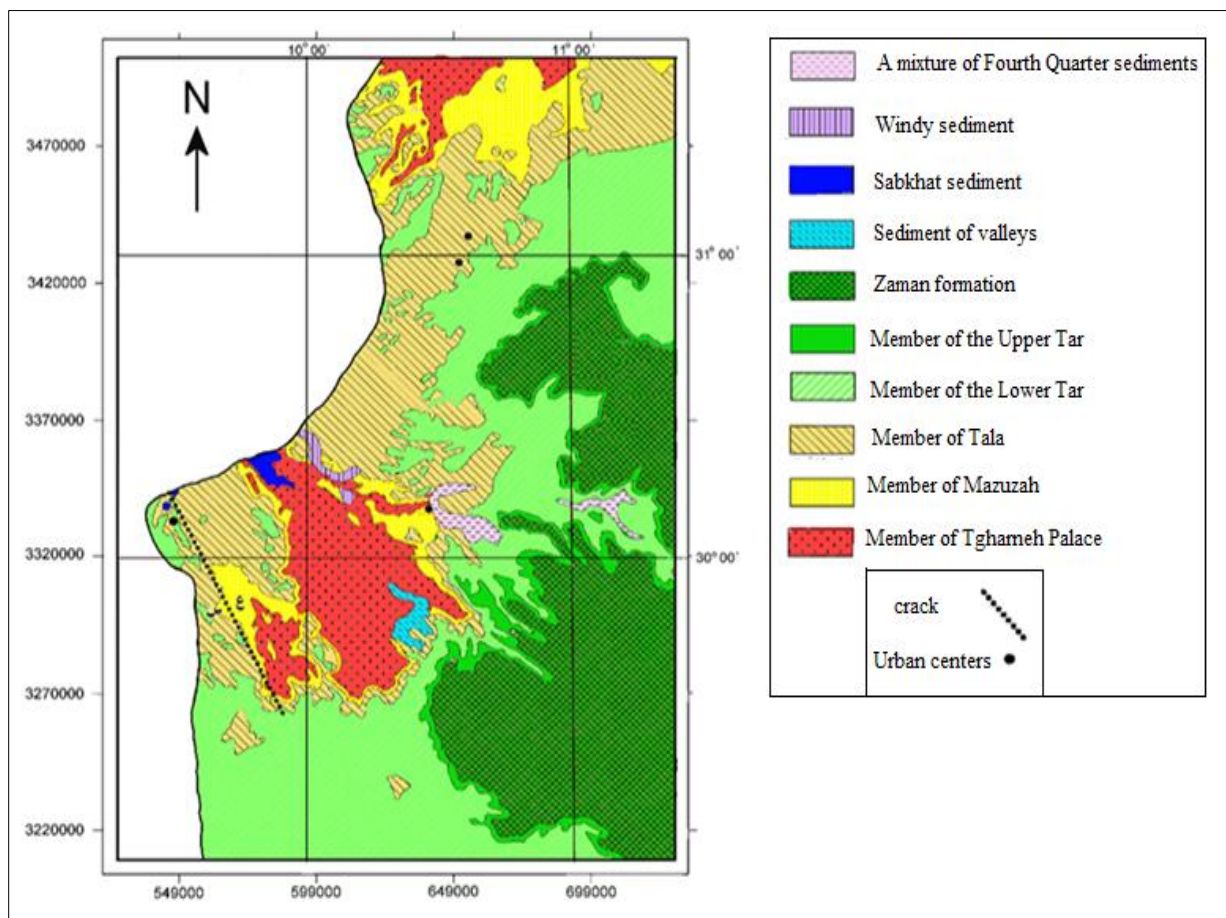 10° 00'
11° 00'
N
3470000
31° 00'
3420000
3370000
3320000
30° 00'
3270000
3220000
549000
599000
649000
699000
A mixture of Fourth Quarter sediments
Windy sediment
Sabkhat sediment
Sediment of valleys
Zaman formation
Member of the Upper Tar
Member of the Lower Tar
Member of Tala
Member of Mazuzah
Member of Tgharneh Palace
crack
Urban centers